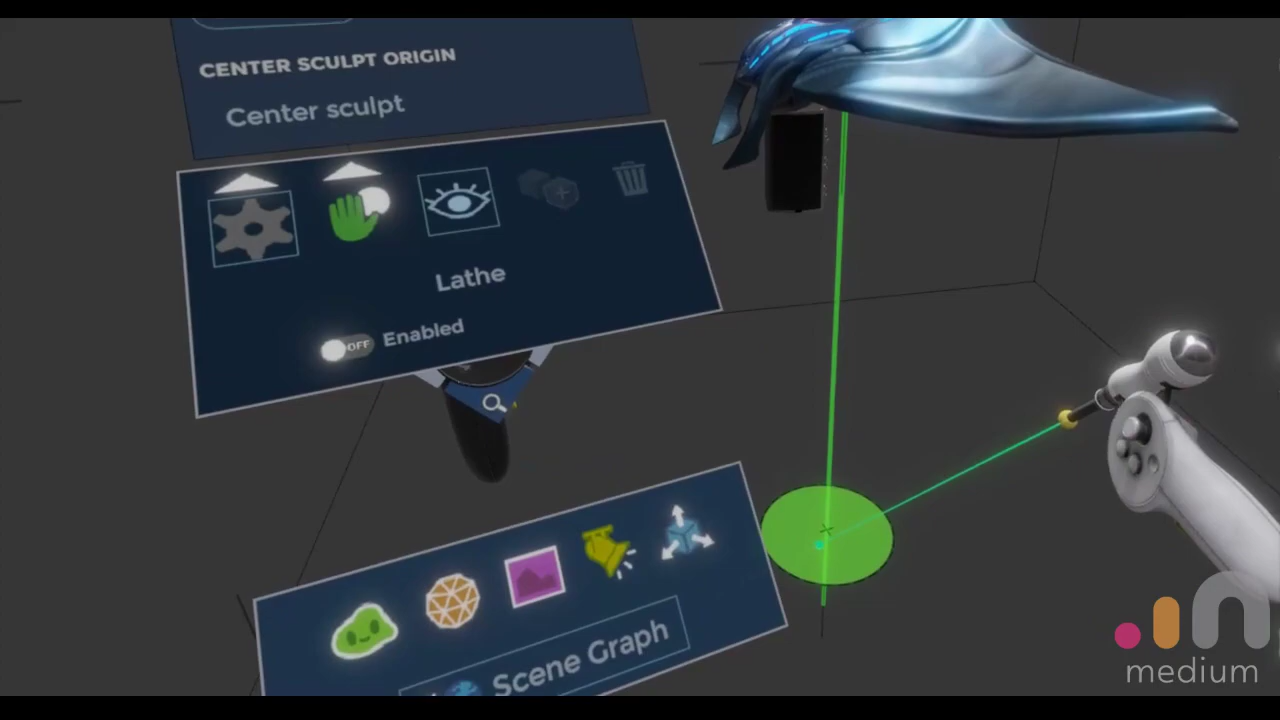 CENTER SCULPT ORIGIN
Center sculpt
Lathe
OFF Enabled
Scene Graph
medium